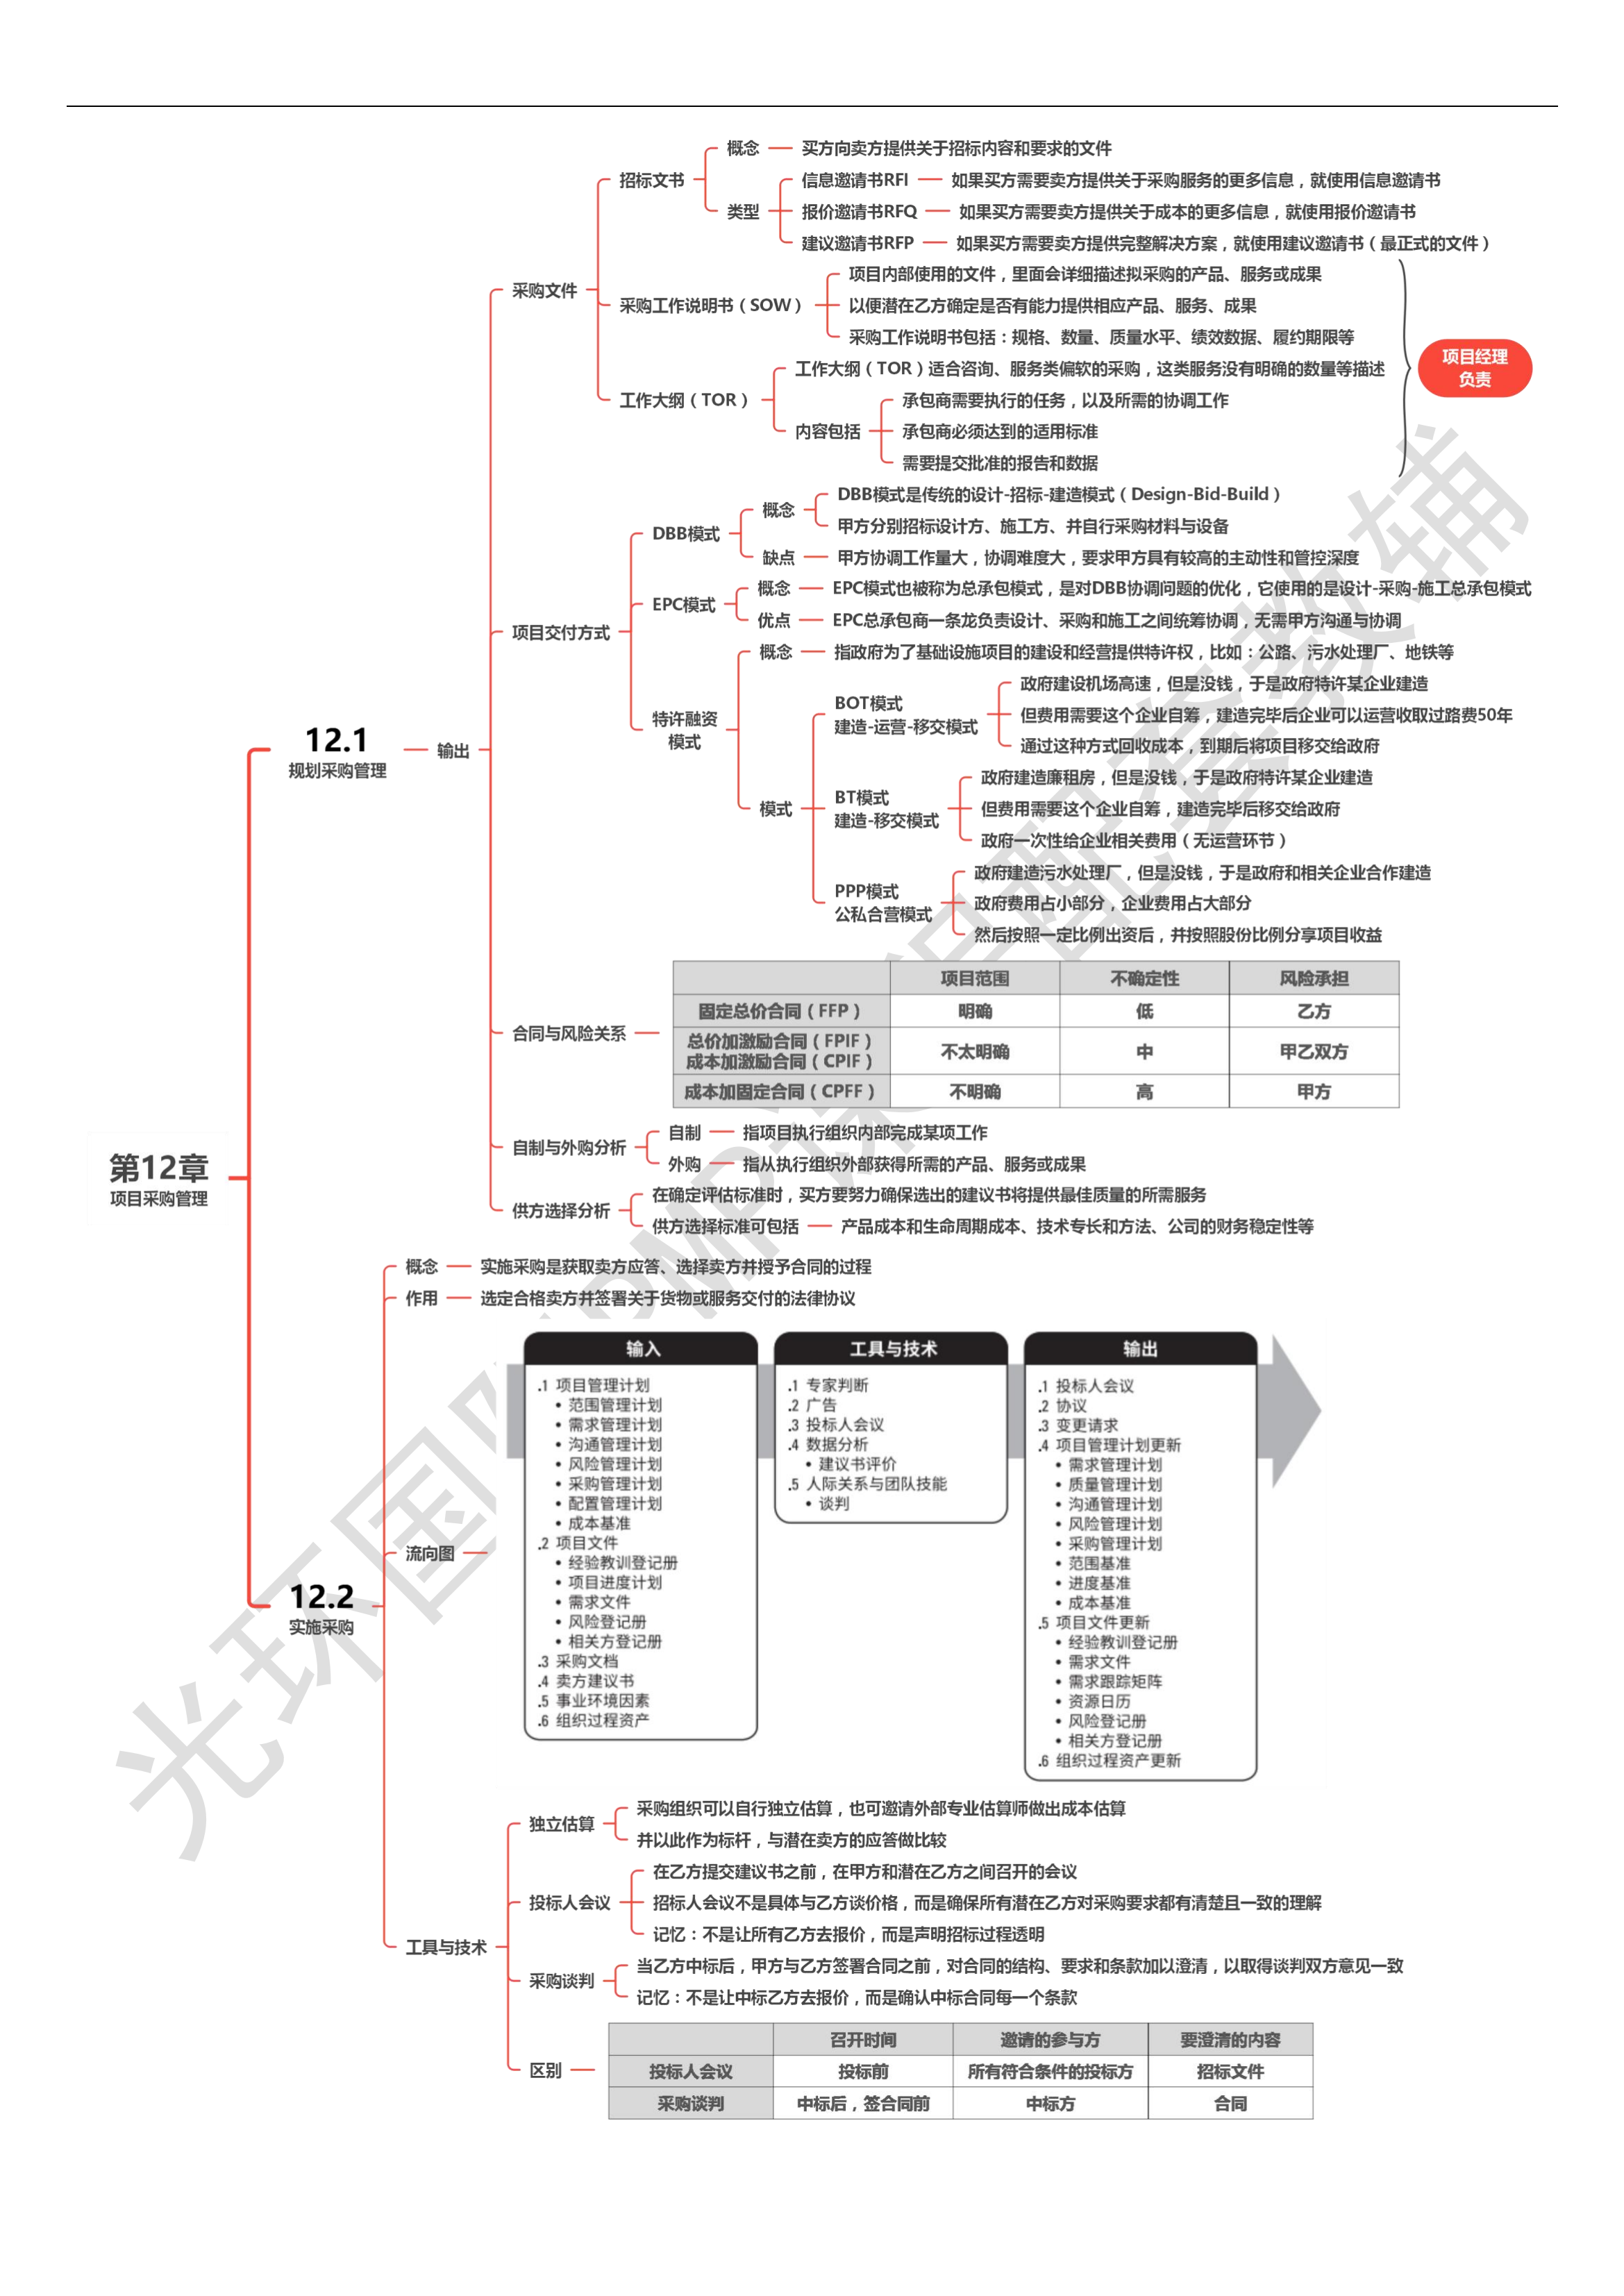 概念 买方向卖方提供关于招标内容和要求的文件
招标文书
信息邀请书RFI 如果买方需要卖方提供关于采购服务的更多信息，就使用信息邀请书
类型 报价邀请书RFQ 如果买方需要卖方提供关于成本的更多信息，就使用报价邀请书
建议邀请书RFP 如果买方需要卖方提供完整解决方案，就使用建议邀请书（最正式的文件）
采购文件
项目内部使用的文件，里面会详细描述拟采购的产品、服务或成果
采购工作说明书（SOW） 以便潜在乙方确定是否有能力提供相应产品、服务、成果
采购工作说明书包括：规格、数量、质量水平、绩效数据、履约期限等
项目经理
负责
工作大纲（TOR）适合咨询、服务类偏软的采购，这类服务没有明确的数量等描述
工作大纲（TOR）
承包商需要执行的任务，以及所需的协调工作
内容包括 承包商必须达到的适用标准
需要提交批准的报告和数据
DBB模式是传统的设计-招标-建造模式（Design-Bid-Build）
概念
甲方分别招标设计方、施工方、并自行采购材料与设备
DBB模式
缺点 甲方协调工作量大，协调难度大，要求甲方具有较高的主动性和管控深度
概念 EPC模式也被称为总承包模式，是对DBB协调问题的优化，它使用的是设计-采购-施工总承包模式
EPC模式
优点 EPC总承包商一条龙负责设计、采购和施工之间统筹协调，无需甲方沟通与协调
项目交付方式
概念 指政府为了基础设施项目的建设和经营提供特许权，比如：公路、污水处理厂、地铁等
特许融资
模式
政府建设机场高速，但是没钱，于是政府特许某企业建造
BOT模式
建造-运营-移交模式 但费用需要这个企业自筹，建造完毕后企业可以运营收取过路费50年
通过这种方式回收成本，到期后将项目移交给政府
12.1
规划采购管理
输出
模式
政府建造廉租房，但是没钱，于是政府特许某企业建造
BT模式
建造-移交模式 但费用需要这个企业自筹，建造完毕后移交给政府
政府一次性给企业相关费用（无运营环节）
政府建造污水处理厂，但是没钱，于是政府和相关企业合作建造
PPP模式
公私合营模式 政府费用占小部分，企业费用占大部分
然后按照一定比例出资后，并按照股份比例分享项目收益
合同与风险关系
项目范围 不确定性 风险承担
固定总价合同（FFP） 明确 低 乙方
总价加激励合同（FPIF）
成本加激励合同（CPIF） 不太明确 中 甲乙双方
成本加固定合同（CPFF） 不明确 高 甲方
自制 指项目执行组织内部完成某项工作
自制与外购分析
外购 指从执行组织外部获得所需的产品、服务或成果
第12章
项目采购管理
在确定评估标准时，买方要努力确保选出的建议书将提供最佳质量的所需服务
供方选择分析
供方选择标准可包括 产品成本和生命周期成本、技术专长和方法、公司的财务稳定性等
概念 实施采购是获取卖方应答、选择卖方并授予合同的过程
作用 选定合格卖方并签署关于货物或服务交付的法律协议
流向图
输入
.1 项目管理计划
• 范围管理计划
• 需求管理计划
• 沟通管理计划
• 风险管理计划
• 采购管理计划
• 配置管理计划
• 成本基准
.2 项目文件
• 经验教训登记册
• 项目进度计划
• 需求文件
• 风险登记册
• 相关方登记册
.3 采购文档
.4 卖方建议书
.5 事业环境因素
.6 组织过程资产
工具与技术
.1 专家判断
.2 广告
.3 投标人会议
.4 数据分析
• 建议书评价
.5 人际关系与团队技能
• 谈判
输出
.1 投标人会议
.2 协议
.3 变更请求
.4 项目管理计划更新
• 需求管理计划
• 质量管理计划
• 沟通管理计划
• 风险管理计划
• 采购管理计划
• 范围基准
• 进度基准
• 成本基准
.5 项目文件更新
• 经验教训登记册
• 需求文件
• 需求跟踪矩阵
• 资源日历
• 风险登记册
• 相关方登记册
.6 组织过程资产更新
12.2
实施采购
采购组织可以自行独立估算，也可邀请外部专业估算师做出成本估算
独立估算
并以此作为标杆，与潜在卖方的应答做比较
在乙方提交建议书之前，在甲方和潜在乙方之间召开的会议
投标人会议 招标人会议不是具体与乙方谈价格，而是确保所有潜在乙方对采购要求都有清楚且一致的理解
记忆：不是让所有乙方去报价，而是声明招标过程透明
工具与技术
当乙方中标后，甲方与乙方签署合同之前，对合同的结构、要求和条款加以澄清，以取得谈判双方意见一致
采购谈判
记忆：不是让中标乙方去报价，而是确认中标合同每一个条款
区别
召开时间 邀请的参与方 要澄清的内容
投标人会议 投标前 所有符合条件的投标方 招标文件
采购谈判 中标后，签合同前 中标方 合同